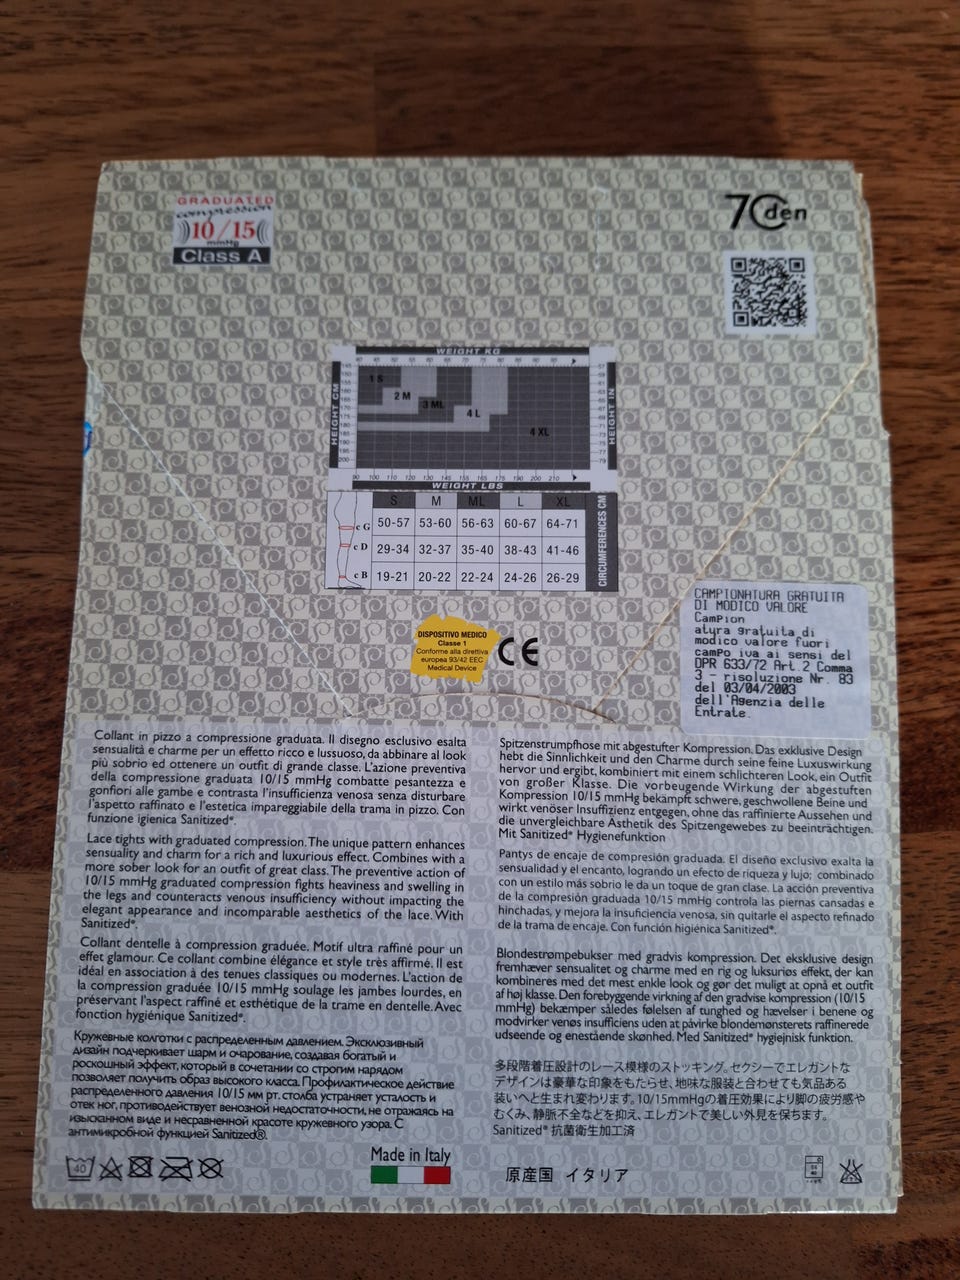 GRADUATED
compression
10/15
mmHg
Class A
70den
WEIGHT KG
40 45 50 55 60 65 70 75 80 85 90 95
HEIGHT CM
HEIGHT IN
1 S
2 M
3 ML
4 L
4 XL
90 100 110 120 130 145 155 165 175 190 200 210
WEIGHT LBS
S M ML L XL
c G 50-57 53-60 56-63 60-67 64-71
c D 29-34 32-37 35-40 38-43 41-46
c B 19-21 20-22 22-24 24-26 26-29
CIRCUMFERENCES CM
DISPOSITIVO MEDICO
Classe 1
Conforme alla direttiva
europea 93/42 EEC
Medical Device
CE
CAMPIONATURA GRATUITA
DI MODICO VALORE
Campion
atura gratuita di
modico valore fuori
campo iva ai sensi del
DPR 633/72 Art.2 Comma
3 - risoluzione Nr. 83
del 03/04/2003
dell'Agenzia delle
Entrate.
Collant in pizzo a compressione graduata. Il disegno esclusivo esalta
sensualità e charme per un effetto ricco e lussuoso, da abbinare al look
più sobrio ed ottenere un outfit di grande classe. L'azione preventiva
della compressione graduata 10/15 mmHg combatte pesantezza e
gonfiori alle gambe e contrasta l'insufficienza venosa senza disturbare
l'aspetto raffinato e l'estetica impareggiabile della trama in pizzo. Con
funzione igienica Sanitized®.
Lace tights with graduated compression. The unique pattern enhances
sensuality and charm for a rich and luxurious effect. Combines with a
more sober look for an outfit of great class. The preventive action of
10/15 mmHg graduated compression fights heaviness and swelling in
the legs and counteracts venous insufficiency without impacting the
elegant appearance and incomparable aesthetics of the lace. With
Sanitized®.
Collant dentelle à compression graduée. Motif ultra raffiné pour un
effet glamour. Ce collant combine élégance et style très affirmé. Il est
idéal en association à des tenues classiques ou modernes. L'action de
la compression graduée 10/15 mmHg soulage les jambes lourdes, en
préservant l'aspect raffiné et esthétique de la trame en dentelle. Avec
fonction hygiénique Sanitized®.
Кружевные колготки с распределенным давлением. Эксклюзивный
дизайн подчеркивает шарм и очарование, создавая богатый и
роскошный эффект, который в сочетании со строгим нарядом
позволяет получить образ высокого класса. Профилактическое действие
распределенного давления 10/15 мм рт. столба устраняет усталость и
отек ног, противодействует венозной недостаточности, не отражаясь на
изысканном виде и несравненной красоте кружевного узора. С
антимикробной функцией Sanitized®.
Spitzenstrumpfhose mit abgestufter Kompression. Das exklusive Design
hebt die Sinnlichkeit und den Charme durch seine feine Luxuswirkung
hervor und ergibt, kombiniert mit einem schlichteren Look, ein Outfit
von großer Klasse. Die vorbeugende Wirkung der abgestuften
Kompression 10/15 mmHg bekämpft schwere, geschwollene Beine und
wirkt venöser Insuffizienz entgegen, ohne das raffinierte Aussehen und
die unvergleichbare Ästhetik des Spitzengewebes zu beeinträchtigen.
Mit Sanitized® Hygienefunktion
Pantys de encaje de compresión graduada. El diseño exclusivo exalta la
sensualidad y el encanto, logrando un efecto de riqueza y lujo; combinado
con un estilo más sobrio le da un toque de gran clase. La acción preventiva
de la compresión graduada 10/15 mmHg controla las piernas cansadas e
hinchadas, y mejora la insuficiencia venosa, sin quitarle el aspecto refinado
de la trama de encaje. Con función higiénica Sanitized®.
Blondestrømpebukser med gradvis kompression. Det eksklusive design
fremhæver sensualitet og charme med en rig og luksuriøs effekt, der kan
kombineres med det mest enkle look og gør det muligt at opnå et outfit
af høj klasse. Den forebyggende virkning af den gradvise kompression (10/15
mmHg) bekæmper således følelsen af tunghed og hævelser i benene og
modvirker venøs insufficiens uden at påvirke blondemønsterets raffinerede
udseende og enestående skønhed. Med Sanitized® hygiejnisk funktion.
多段階着圧設計のレース模様のストッキング。セクシーでエレガントな
デザインは豪華な印象をもたらせ、地味な服装と合わせても気品ある
装いへと生まれ変わります。10/15mmHgの着圧効果により脚の疲労感や
むくみ、静脈不全などを抑え、エレガントで美しい外見を保ちます。
Sanitized® 抗菌衛生加工済
40
Made in Italy
原産国 イタリア